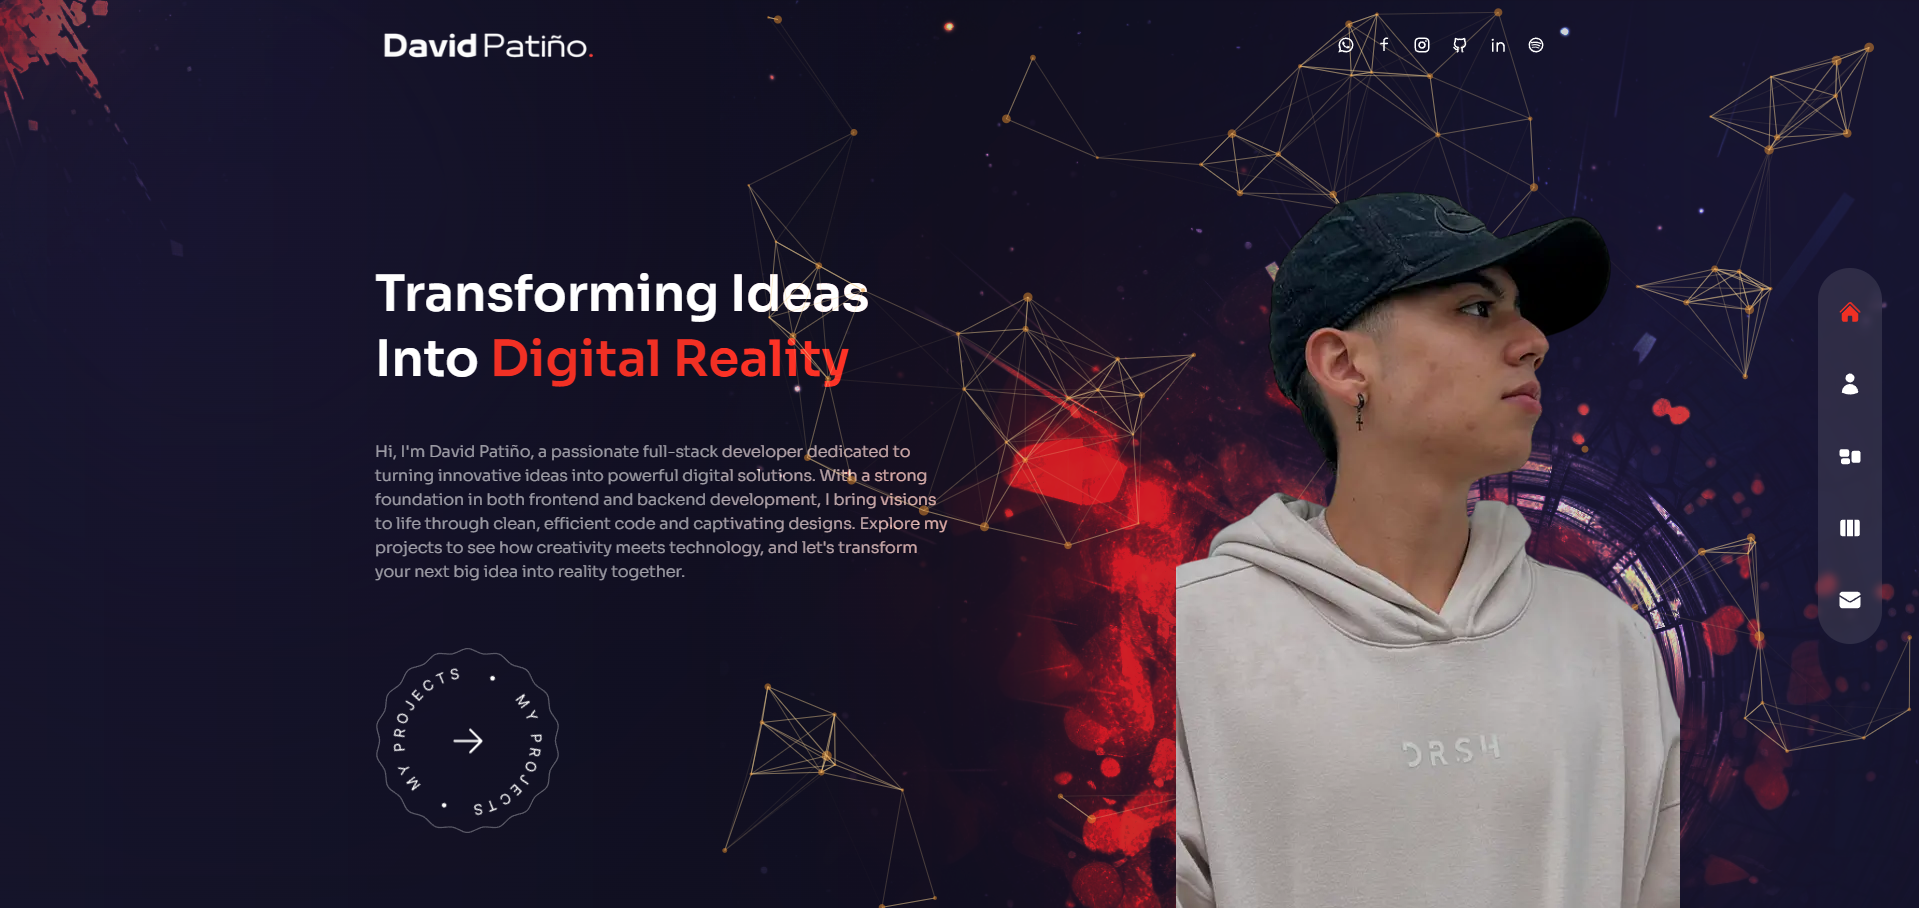 David Patiño.
Transforming Ideas
Into Digital Reality
Hi, I'm David Patiño, a passionate full-stack developer dedicated to
turning innovative ideas into powerful digital solutions. With a strong
foundation in both frontend and backend development, I bring visions
to life through clean, efficient code and captivating designs. Explore my
projects to see how creativity meets technology, and let's transform
your next big idea into reality together.
MY PROJECTS • MY PROJECTS •
DRSH